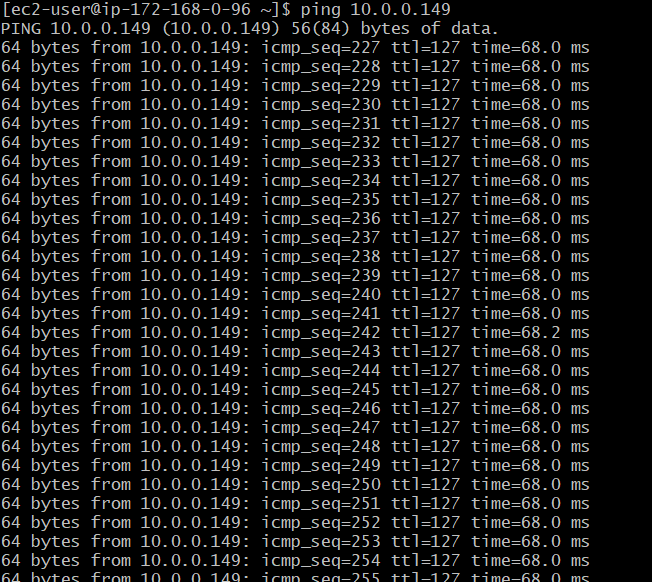 [ec2-user@ip-172-168-0-96 ~]$ ping 10.0.0.149
PING 10.0.0.149 (10.0.0.149) 56(84) bytes of data.
64 bytes from 10.0.0.149: icmp_seq=227 ttl=127 time=68.0 ms
64 bytes from 10.0.0.149: icmp_seq=228 ttl=127 time=68.0 ms
64 bytes from 10.0.0.149: icmp_seq=229 ttl=127 time=68.0 ms
64 bytes from 10.0.0.149: icmp_seq=230 ttl=127 time=68.0 ms
64 bytes from 10.0.0.149: icmp_seq=231 ttl=127 time=68.0 ms
64 bytes from 10.0.0.149: icmp_seq=232 ttl=127 time=68.0 ms
64 bytes from 10.0.0.149: icmp_seq=233 ttl=127 time=68.0 ms
64 bytes from 10.0.0.149: icmp_seq=234 ttl=127 time=68.0 ms
64 bytes from 10.0.0.149: icmp_seq=235 ttl=127 time=68.0 ms
64 bytes from 10.0.0.149: icmp_seq=236 ttl=127 time=68.0 ms
64 bytes from 10.0.0.149: icmp_seq=237 ttl=127 time=68.0 ms
64 bytes from 10.0.0.149: icmp_seq=238 ttl=127 time=68.0 ms
64 bytes from 10.0.0.149: icmp_seq=239 ttl=127 time=68.0 ms
64 bytes from 10.0.0.149: icmp_seq=240 ttl=127 time=68.0 ms
64 bytes from 10.0.0.149: icmp_seq=241 ttl=127 time=68.0 ms
64 bytes from 10.0.0.149: icmp_seq=242 ttl=127 time=68.2 ms
64 bytes from 10.0.0.149: icmp_seq=243 ttl=127 time=68.0 ms
64 bytes from 10.0.0.149: icmp_seq=244 ttl=127 time=68.0 ms
64 bytes from 10.0.0.149: icmp_seq=245 ttl=127 time=68.0 ms
64 bytes from 10.0.0.149: icmp_seq=246 ttl=127 time=68.0 ms
64 bytes from 10.0.0.149: icmp_seq=247 ttl=127 time=68.0 ms
64 bytes from 10.0.0.149: icmp_seq=248 ttl=127 time=68.0 ms
64 bytes from 10.0.0.149: icmp_seq=249 ttl=127 time=68.0 ms
64 bytes from 10.0.0.149: icmp_seq=250 ttl=127 time=68.0 ms
64 bytes from 10.0.0.149: icmp_seq=251 ttl=127 time=68.0 ms
64 bytes from 10.0.0.149: icmp_seq=252 ttl=127 time=68.0 ms
64 bytes from 10.0.0.149: icmp_seq=253 ttl=127 time=68.0 ms
64 bytes from 10.0.0.149: icmp_seq=254 ttl=127 time=68.0 ms
64 bytes from 10.0.0.149: icmp_seq=255 ttl=127 time=68.0 ms